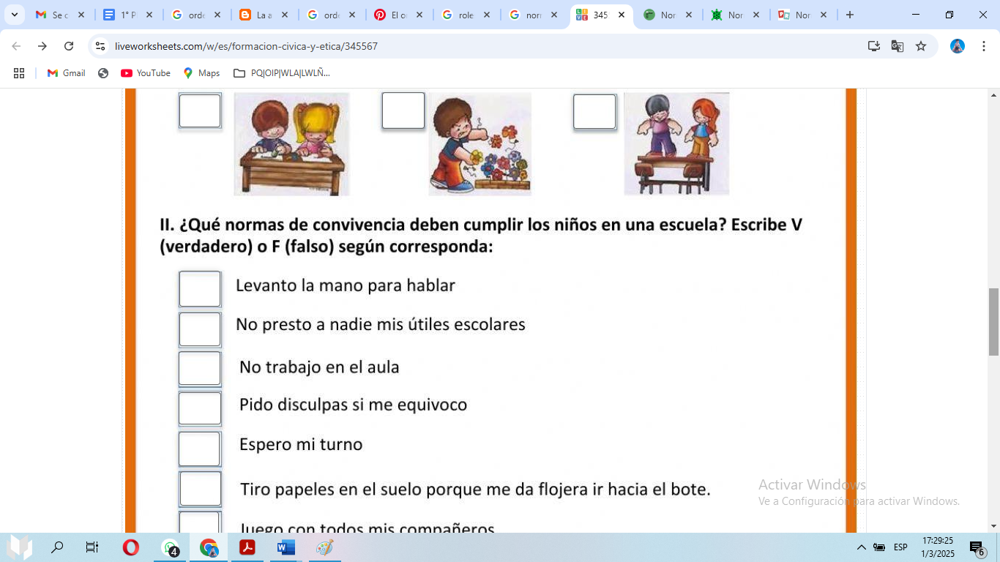 Se c
1° P
orde
La a
orde
El o
role
norm
345
Nor
Nor
Nor
liveworksheets.com/w/es/formacion-civica-y-etica/345567
Gmail YouTube Maps PQ|OIP|WLA|LWLÑ...
II. ¿Qué normas de convivencia deben cumplir los niños en una escuela? Escribe V
(verdadero) o F (falso) según corresponda:
Levanto la mano para hablar
No presto a nadie mis útiles escolares
No trabajo en el aula
Pido disculpas si me equivoco
Espero mi turno
Tiro papeles en el suelo porque me da flojera ir hacia el bote.
Juego con todos mis compañeros
Activar Windows
Ve a Configuración para activar Windows.
4
ESP
17:29:25
1/3/2025
6